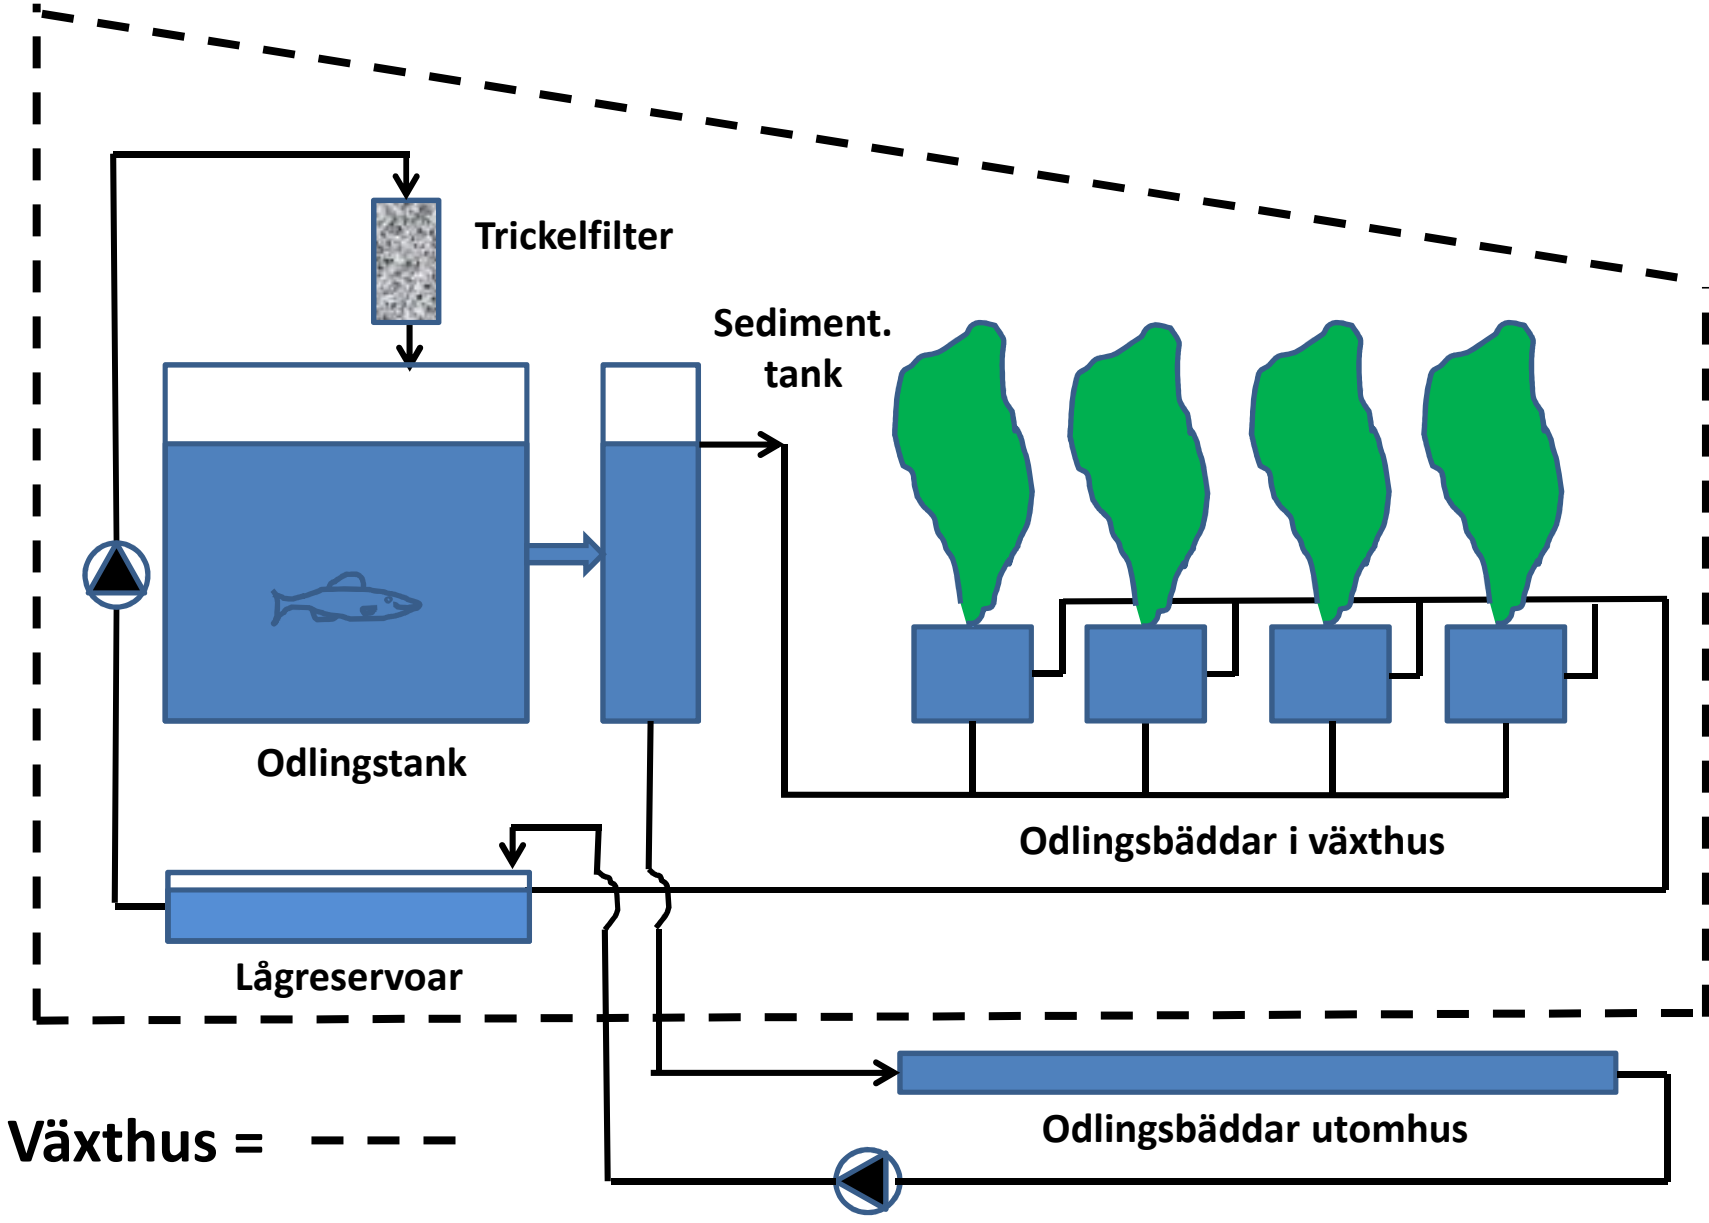 Trickelfilter
Sediment.
tank
Odlingstank
Odlingsbäddar i växthus
Lågreservoar
Odlingsbäddar utomhus
Växthus =